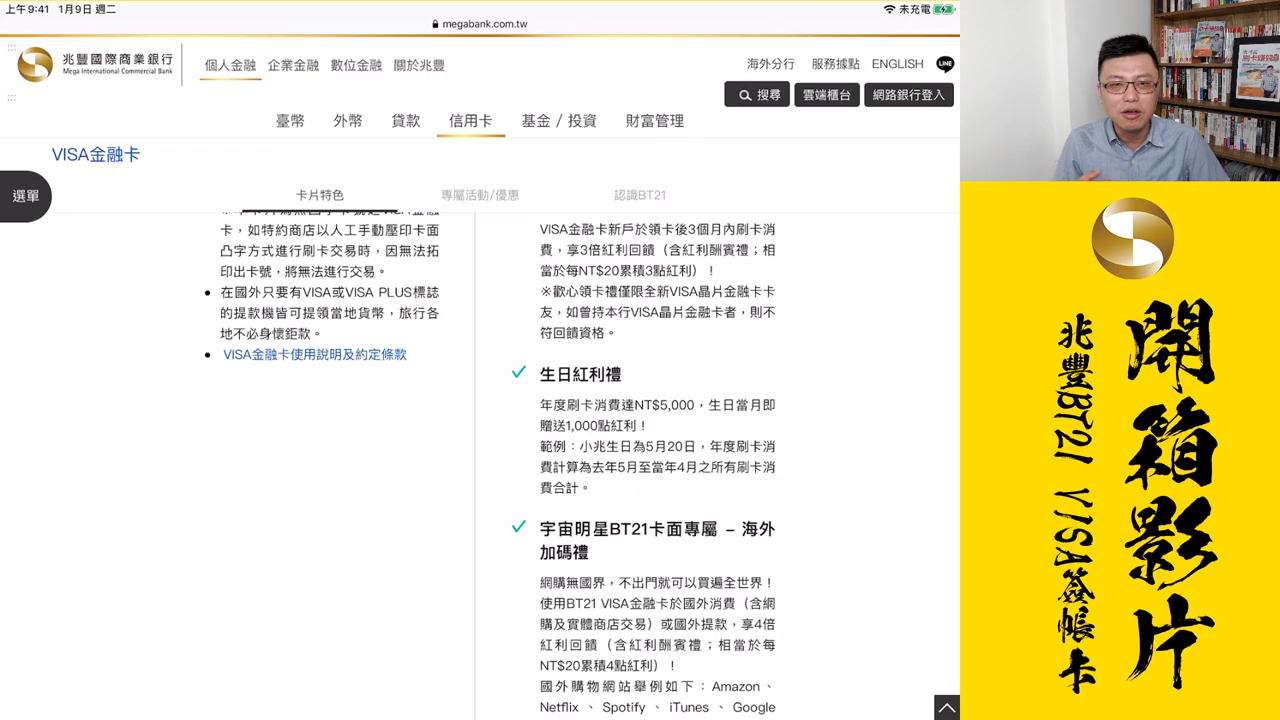 上午9:41 1月9日 週二
未充電
megabank.com.tw
兆豐國際商業銀行
Mega International Commercial Bank
個人金融 企業金融 數位金融 關於兆豐
海外分行 服務據點 ENGLISH LINE
搜尋 雲端櫃台 網路銀行登入
臺幣 外幣 貸款 信用卡 基金 / 投資 財富管理
VISA金融卡
選單
卡片特色 專屬活動/優惠 認識BT21
卡，如特約商店以人工手動壓印卡面
凸字方式進行刷卡交易時，因無法拓
印出卡號，將無法進行交易。
在國外只要有VISA或VISA PLUS標誌
的提款機皆可提領當地貨幣，旅行各
地不必身懷鉅款。
VISA金融卡使用說明及約定條款
VISA金融卡新戶於領卡後3個月內刷卡消
費，享3倍紅利回饋（含紅利酬賓禮；相
當於每NT$20累積3點紅利）！
※歡心領卡禮僅限全新VISA晶片金融卡卡
友，如曾持本行VISA晶片金融卡者，則不
符回饋資格。
生日紅利禮
年度刷卡消費達NT$5,000，生日當月即
贈送1,000點紅利！
範例：小兆生日為5月20日，年度刷卡消
費計算為去年5月至當年4月之所有刷卡消
費合計。
宇宙明星BT21卡面專屬 – 海外
加碼禮
網購無國界，不出門就可以買遍全世界！
使用BT21 VISA金融卡於國外消費（含網
購及實體商店交易）或國外提款，享4倍
紅利回饋（含紅利酬賓禮；相當於每
NT$20累積4點紅利）！
國外購物網站舉例如下：Amazon、
Netflix、Spotify、iTunes、Google
開箱影片
兆豐BT21 VISA簽帳卡